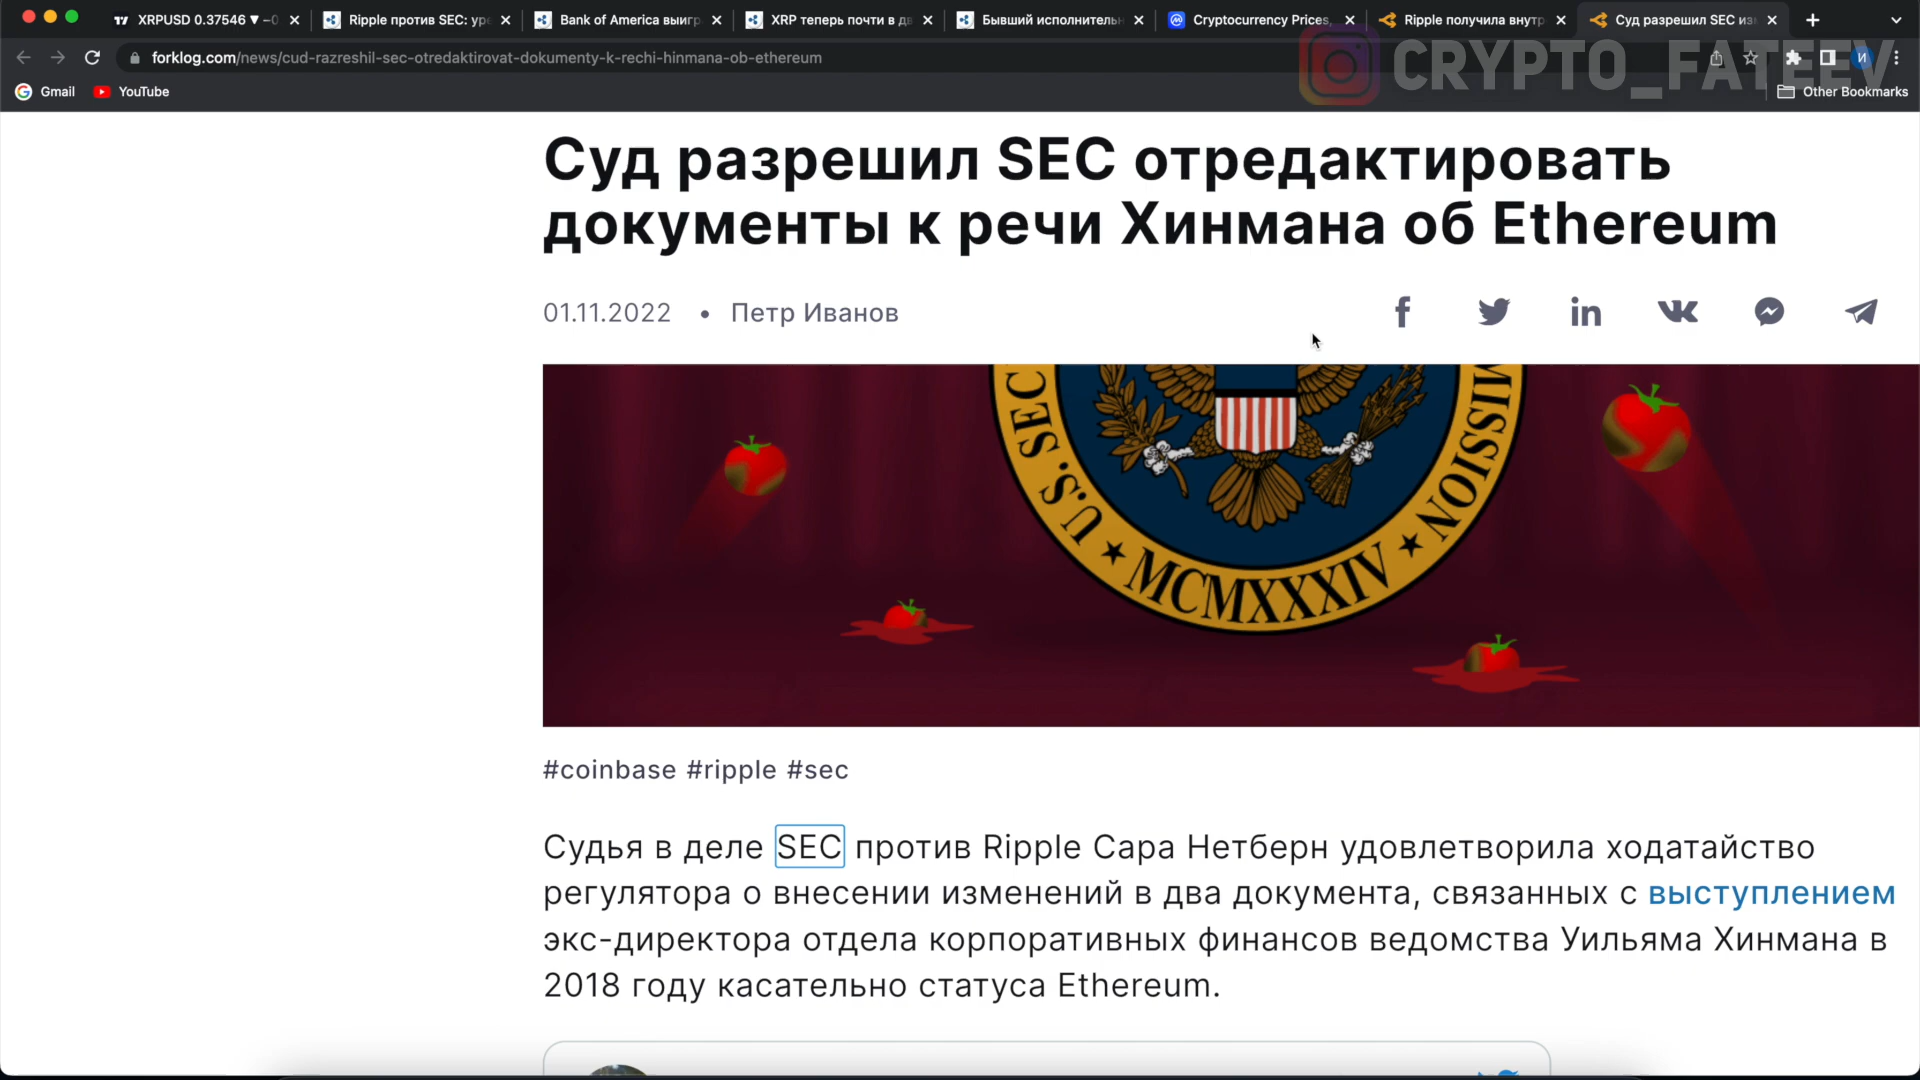 XRPUSD 0.37546 ▼ −0
Ripple против SEC: уре
Bank of America выигр
XRP теперь почти в дв
Бывший исполнитель
Cryptocurrency Prices,
Ripple получила внутр
Суд разрешил SEC из
forklog.com/news/cud-razreshil-sec-otredaktirovat-dokumenty-k-rechi-hinmana-ob-ethereum
CRYPTO_FATEEV
И
Gmail
YouTube
Other Bookmarks
Суд разрешил SEC отредактировать
документы к речи Хинмана об Ethereum
01.11.2022 • Петр Иванов
U.S. SEC
MISSION
MCMXXXIV
#coinbase #ripple #sec
Судья в деле SEC против Ripple Сара Нетберн удовлетворила ходатайство
регулятора о внесении изменений в два документа, связанных с выступлением
экс-директора отдела корпоративных финансов ведомства Уильяма Хинмана в
2018 году касательно статуса Ethereum.